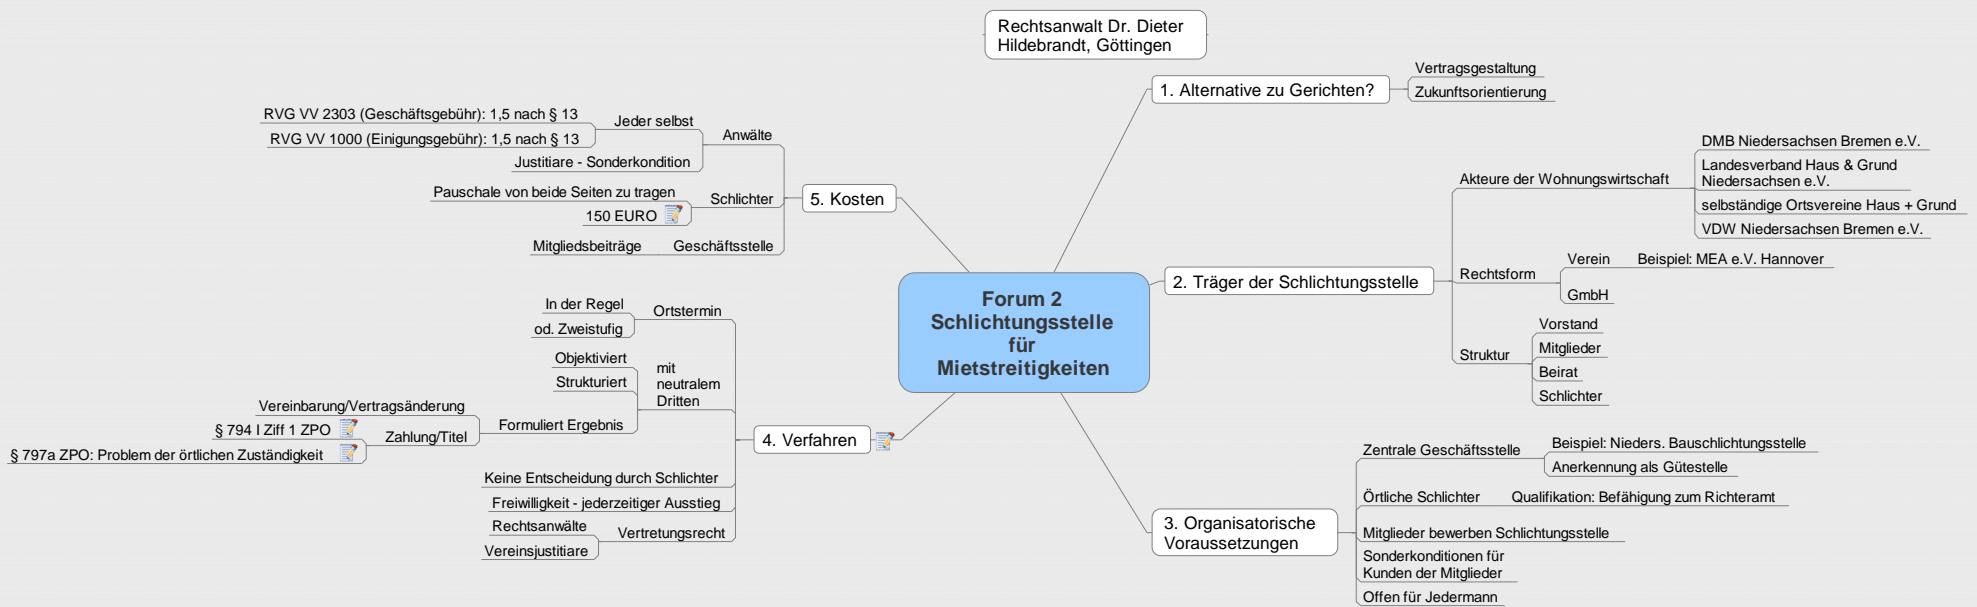 Rechtsanwalt Dr. Dieter
Hildebrandt, Göttingen
Forum 2
Schlichtungsstelle
für
Mietstreitigkeiten
1. Alternative zu Gerichten?
Vertragsgestaltung
Zukunftsorientierung
2. Träger der Schlichtungsstelle
Akteure der Wohnungswirtschaft
DMB Niedersachsen Bremen e.V.
Landesverband Haus & Grund
Niedersachsen e.V.
selbständige Ortsvereine Haus + Grund
VDW Niedersachsen Bremen e.V.
Rechtsform
Verein
Beispiel: MEA e.V. Hannover
GmbH
Struktur
Vorstand
Mitglieder
Beirat
Schlichter
3. Organisatorische
Voraussetzungen
Zentrale Geschäftsstelle
Beispiel: Nieders. Bauschlichtungsstelle
Anerkennung als Gütestelle
Örtliche Schlichter
Qualifikation: Befähigung zum Richteramt
Mitglieder bewerben Schlichtungsstelle
Sonderkonditionen für
Kunden der Mitglieder
Offen für Jedermann
4. Verfahren
Ortstermin
In der Regel
od. Zweistufig
mit
neutralem
Dritten
Objektiviert
Strukturiert
Formuliert Ergebnis
Vereinbarung/Vertragsänderung
Zahlung/Titel
§ 794 I Ziff 1 ZPO
§ 797a ZPO: Problem der örtlichen Zuständigkeit
Keine Entscheidung durch Schlichter
Freiwilligkeit - jederzeitiger Ausstieg
Vertretungsrecht
Rechtsanwälte
Vereinsjustitiare
5. Kosten
Anwälte
Jeder selbst
RVG VV 2303 (Geschäftsgebühr): 1,5 nach § 13
RVG VV 1000 (Einigungsgebühr): 1,5 nach § 13
Justitiare - Sonderkondition
Schlichter
Pauschale von beide Seiten zu tragen
150 EURO
Geschäftsstelle
Mitgliedsbeiträge